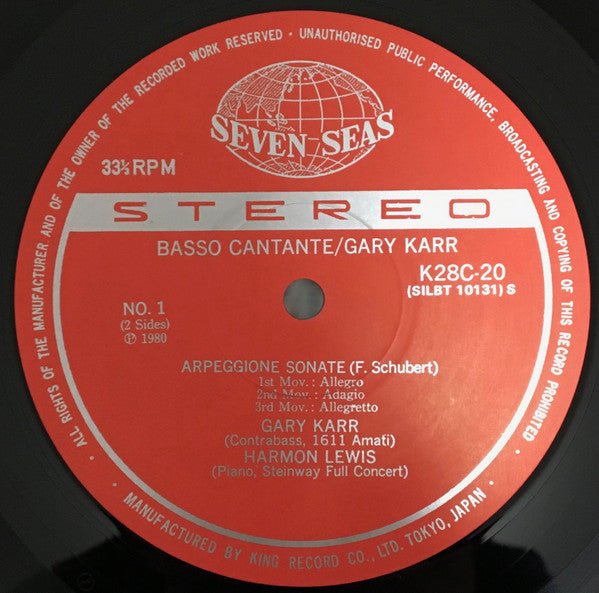 · ALL RIGHTS OF THE MANUFACTURER AND OF THE OWNER OF THE RECORDED WORK RESERVED · UNAUTHORISED PUBLIC PERFORMANCE, BROADCASTING AND COPYING OF THIS RECORD PROHIBITED ·
SEVEN SEAS
33⅓ RPM
STEREO
BASSO CANTANTE/GARY KARR
K28C-20
(SILBT 10131) S
NO. 1
(2 Sides)
℗ 1980
ARPEGGIONE SONATE (F. Schubert)
1st Mov.: Allegro
2nd Mov.: Adagio
3rd Mov.: Allegretto
GARY KARR
(Contrabass, 1611 Amati)
HARMON LEWIS
(Piano, Steinway Full Concert)
MANUFACTURED BY KING RECORD CO., LTD. TOKYO, JAPAN